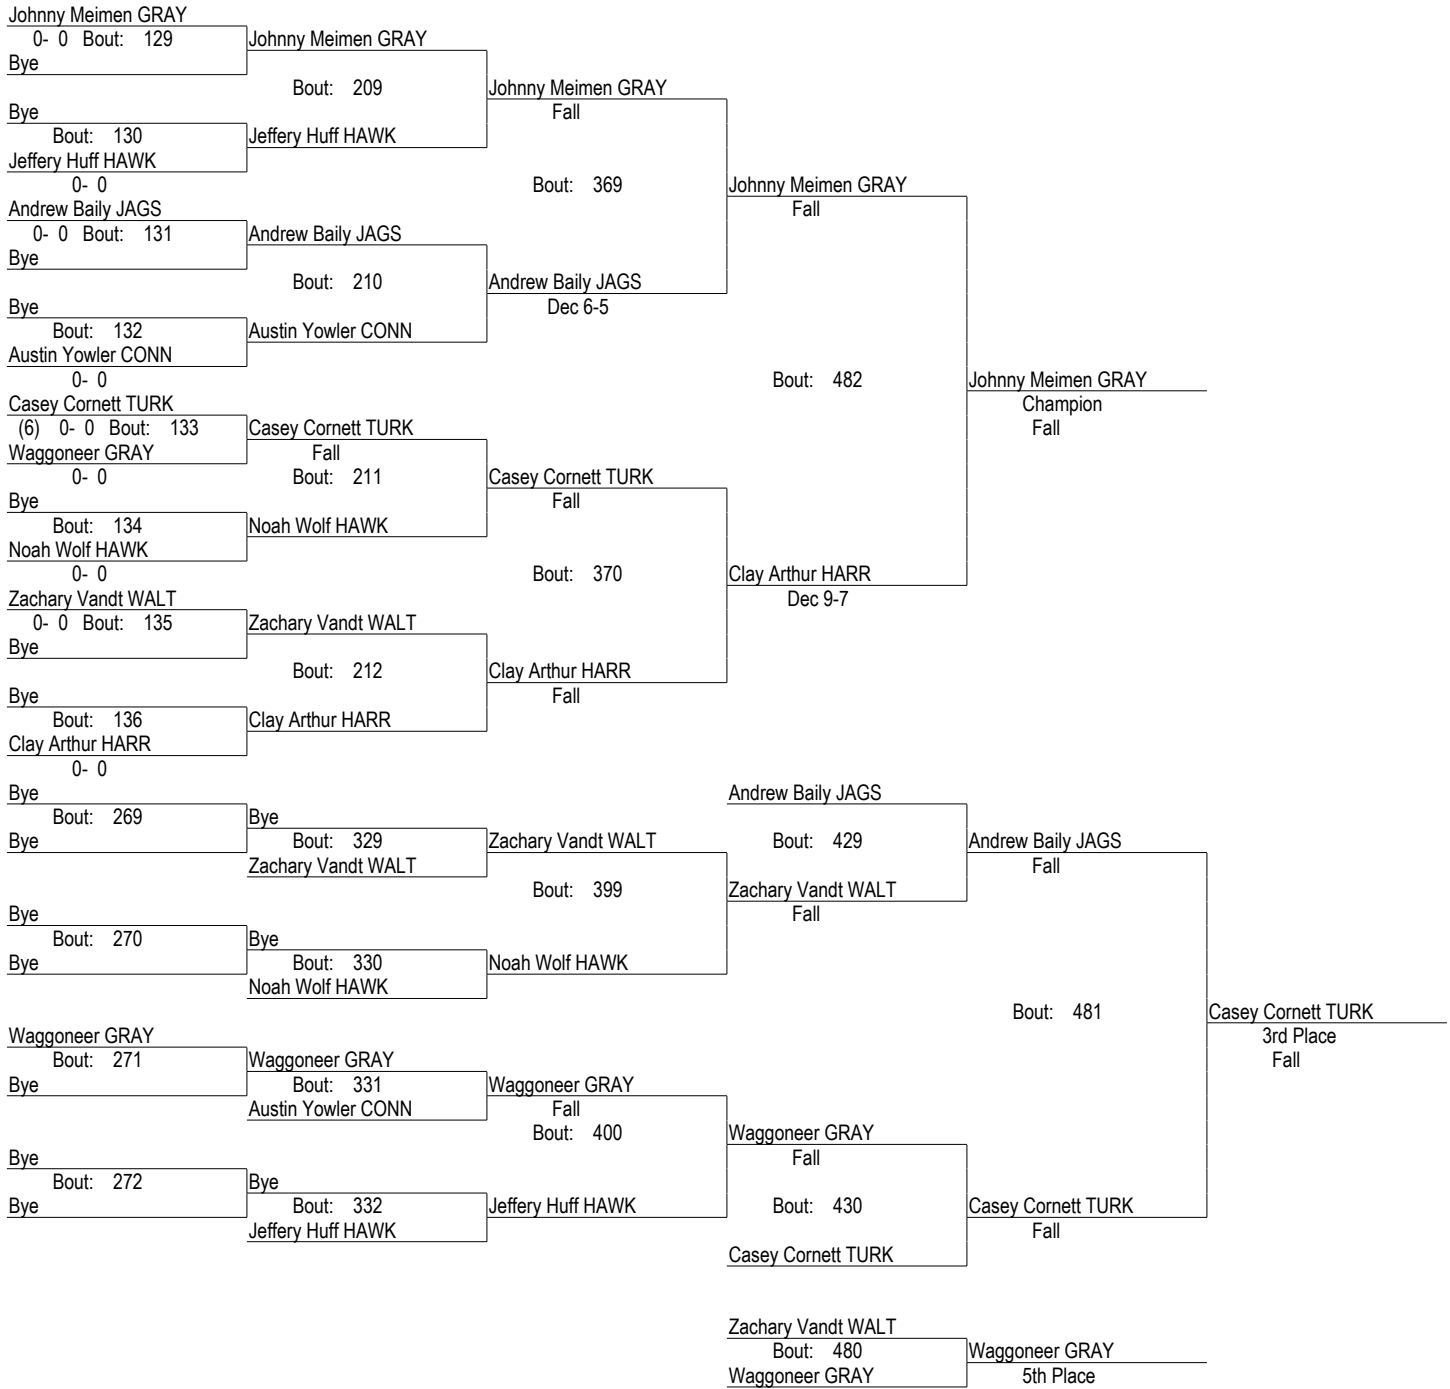 Johnny Meimen GRAY
0- 0 Bout: 129 Johnny Meimen GRAY
Bye
Bout: 209 Johnny Meimen GRAY
Bye Fall
Bout: 130 Jeffery Huff HAWK
Jeffery Huff HAWK
0- 0 Bout: 369 Johnny Meimen GRAY
Andrew Baily JAGS Fall
0- 0 Bout: 131 Andrew Baily JAGS
Bye
Bout: 210 Andrew Baily JAGS
Bye Dec 6-5
Bout: 132 Austin Yowler CONN
Austin Yowler CONN
0- 0 Bout: 482 Johnny Meimen GRAY
Casey Cornett TURK Champion
(6) 0- 0 Bout: 133 Casey Cornett TURK Fall
Waggoneer GRAY Fall
0- 0 Bout: 211 Casey Cornett TURK
Bye Fall
Bout: 134 Noah Wolf HAWK
Noah Wolf HAWK
0- 0 Bout: 370 Clay Arthur HARR
Zachary Vandt WALT Dec 9-7
0- 0 Bout: 135 Zachary Vandt WALT
Bye
Bout: 212 Clay Arthur HARR
Bye Fall
Bout: 136 Clay Arthur HARR
Clay Arthur HARR
0- 0
Bye Andrew Baily JAGS
Bout: 269 Bye
Bye Bout: 329 Zachary Vandt WALT Bout: 429 Andrew Baily JAGS
Zachary Vandt WALT Fall
Bout: 399 Zachary Vandt WALT
Bye Fall
Bout: 270 Bye
Bye Bout: 330 Noah Wolf HAWK
Noah Wolf HAWK
Bout: 481 Casey Cornett TURK
Waggoneer GRAY 3rd Place
Bout: 271 Waggoneer GRAY Fall
Bye Bout: 331 Waggoneer GRAY
Austin Yowler CONN Fall
Bout: 400 Waggoneer GRAY
Bye Fall
Bout: 272 Bye
Bye Bout: 332 Jeffery Huff HAWK Bout: 430 Casey Cornett TURK
Jeffery Huff HAWK Fall
Casey Cornett TURK
Zachary Vandt WALT
Bout: 480 Waggoneer GRAY
Waggoneer GRAY 5th Place